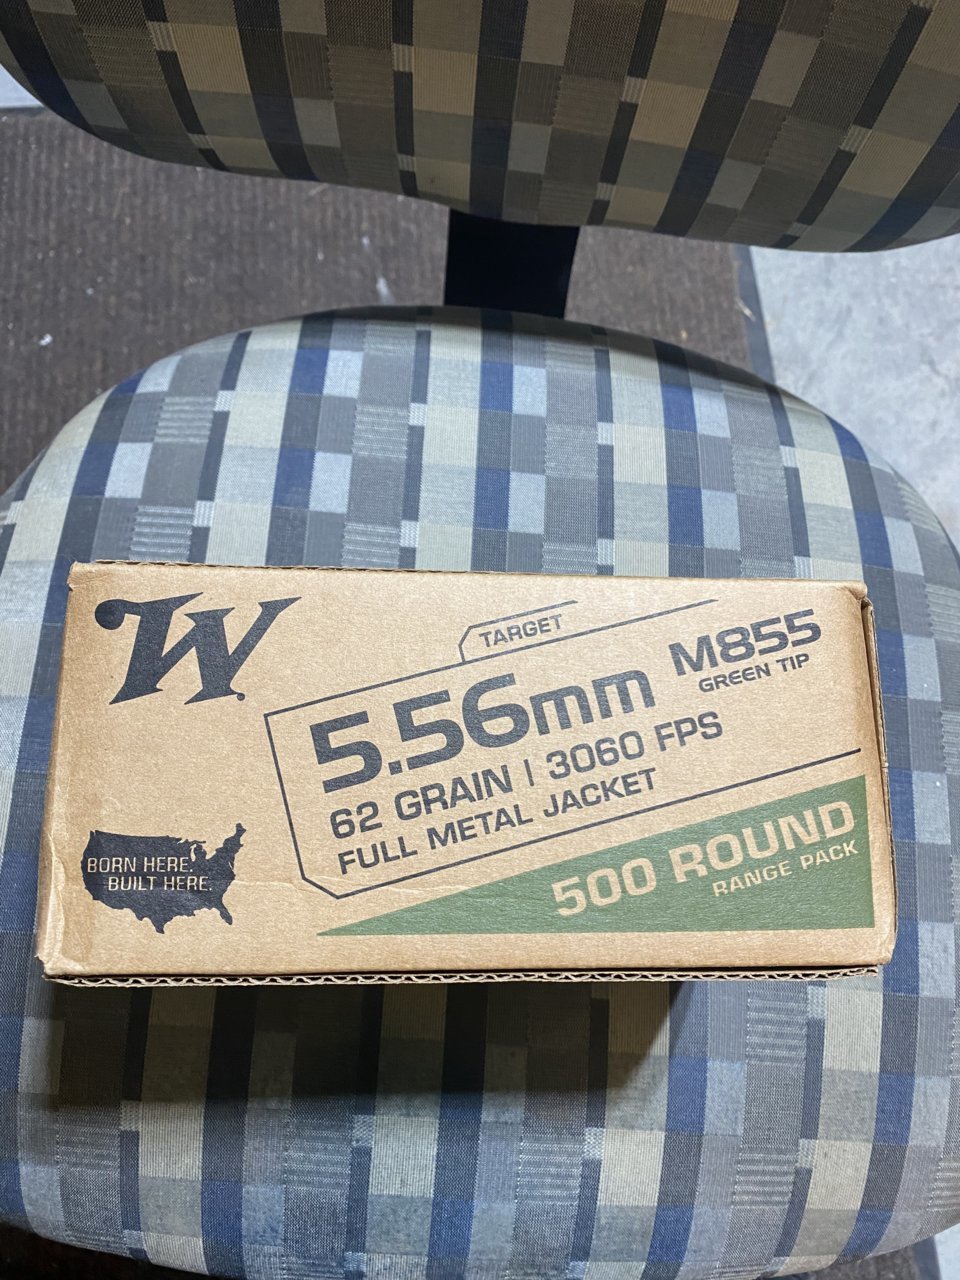 W
TARGET
5.56mm
M855
GREEN TIP
62 GRAIN | 3060 FPS
FULL METAL JACKET
BORN HERE.
BUILT HERE.
500 ROUND
RANGE PACK